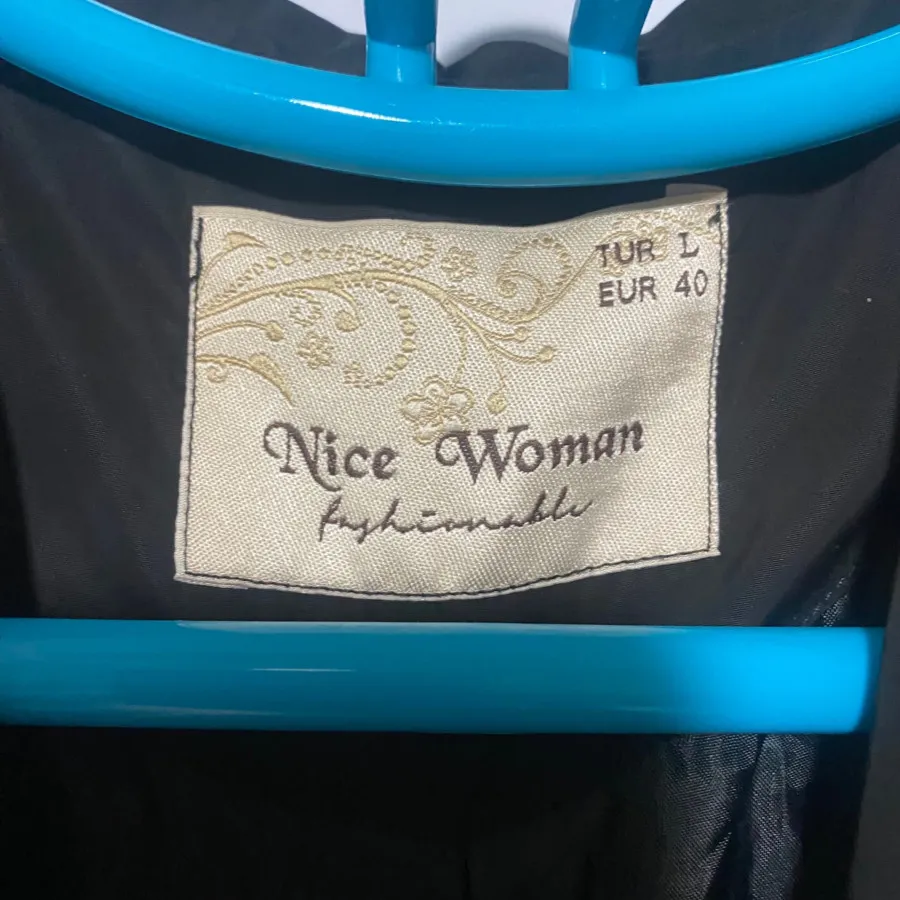 TUR L
EUR 40
Nice Woman
fashionable